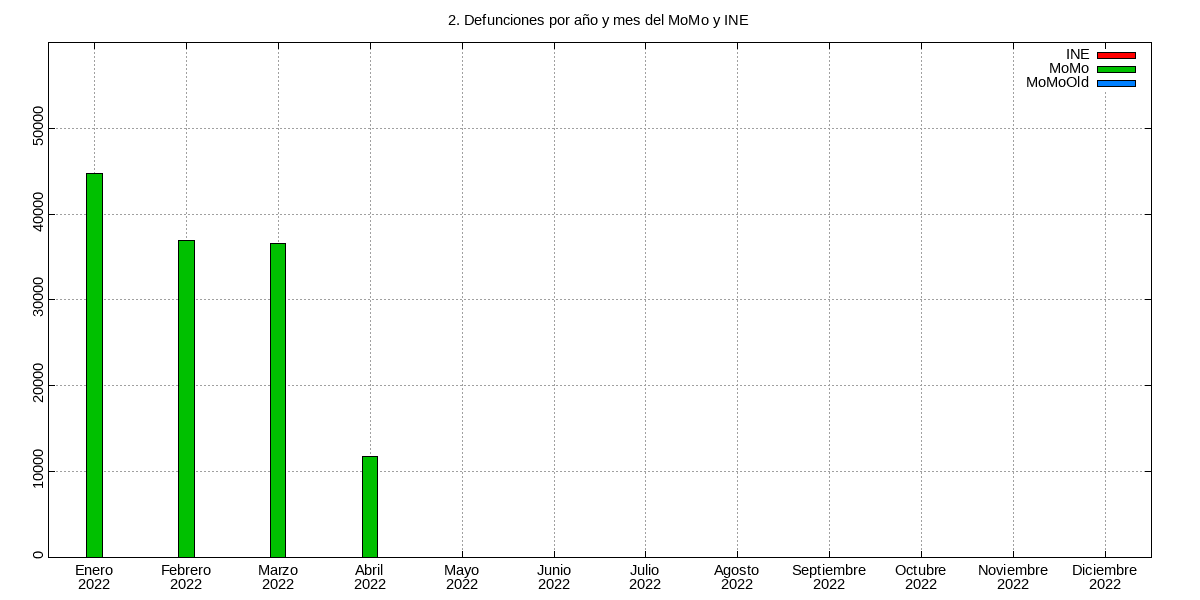 2. Defunciones por año y mes del MoMo y INE
INE
MoMo
MoMoOld
50000
40000
30000
20000
10000
0
Enero Febrero Marzo Abril Mayo Junio Julio Agosto Septiembre Octubre Noviembre Diciembre
2022 2022 2022 2022 2022 2022 2022 2022 2022 2022 2022 2022